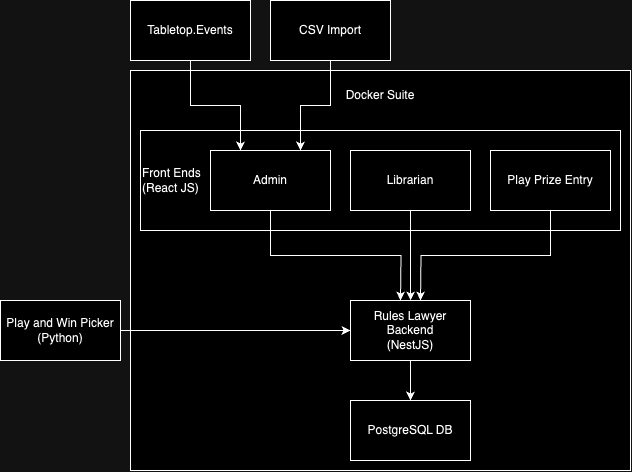 Tabletop.Events
CSV Import
Docker Suite
Front Ends
(React JS)
Admin
Librarian
Play Prize Entry
Play and Win Picker
(Python)
Rules Lawyer
Backend
(NestJS)
PostgreSQL DB